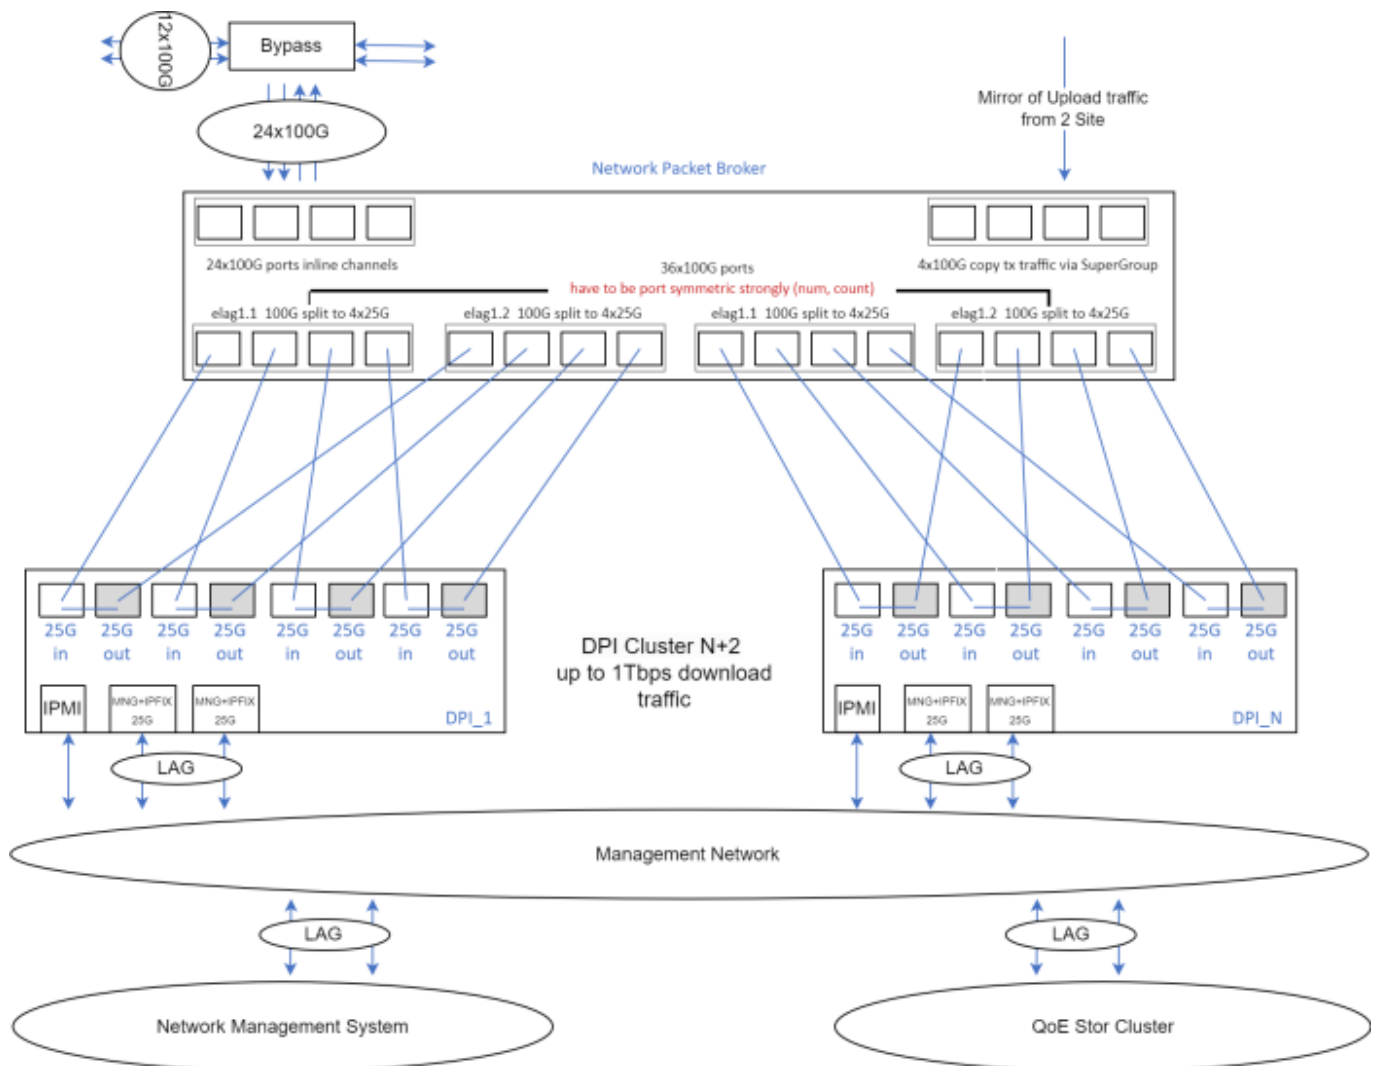 12x100G
Bypass
24x100G
Mirror of Upload traffic
from 2 Site
Network Packet Broker
24x100G ports inline channels
36x100G ports
4x100G copy tx traffic via SuperGroup
have to be port symmetric strongly (num, count)
elag1.1 100G split to 4x25G
elag1.2 100G split to 4x25G
elag1.1 100G split to 4x25G
elag1.2 100G split to 4x25G
25G 25G 25G 25G 25G 25G 25G 25G
in out in out in out in out
IPMI
MNG+IPFIX
25G
MNG+IPFIX
25G
DPI_1
DPI Cluster N+2
up to 1Tbps download
traffic
25G 25G 25G 25G 25G 25G 25G 25G
in out in out in out in out
IPMI
MNG+IPFIX
25G
MNG+IPFIX
25G
DPI_N
LAG
LAG
Management Network
LAG
LAG
Network Management System
QoE Stor Cluster